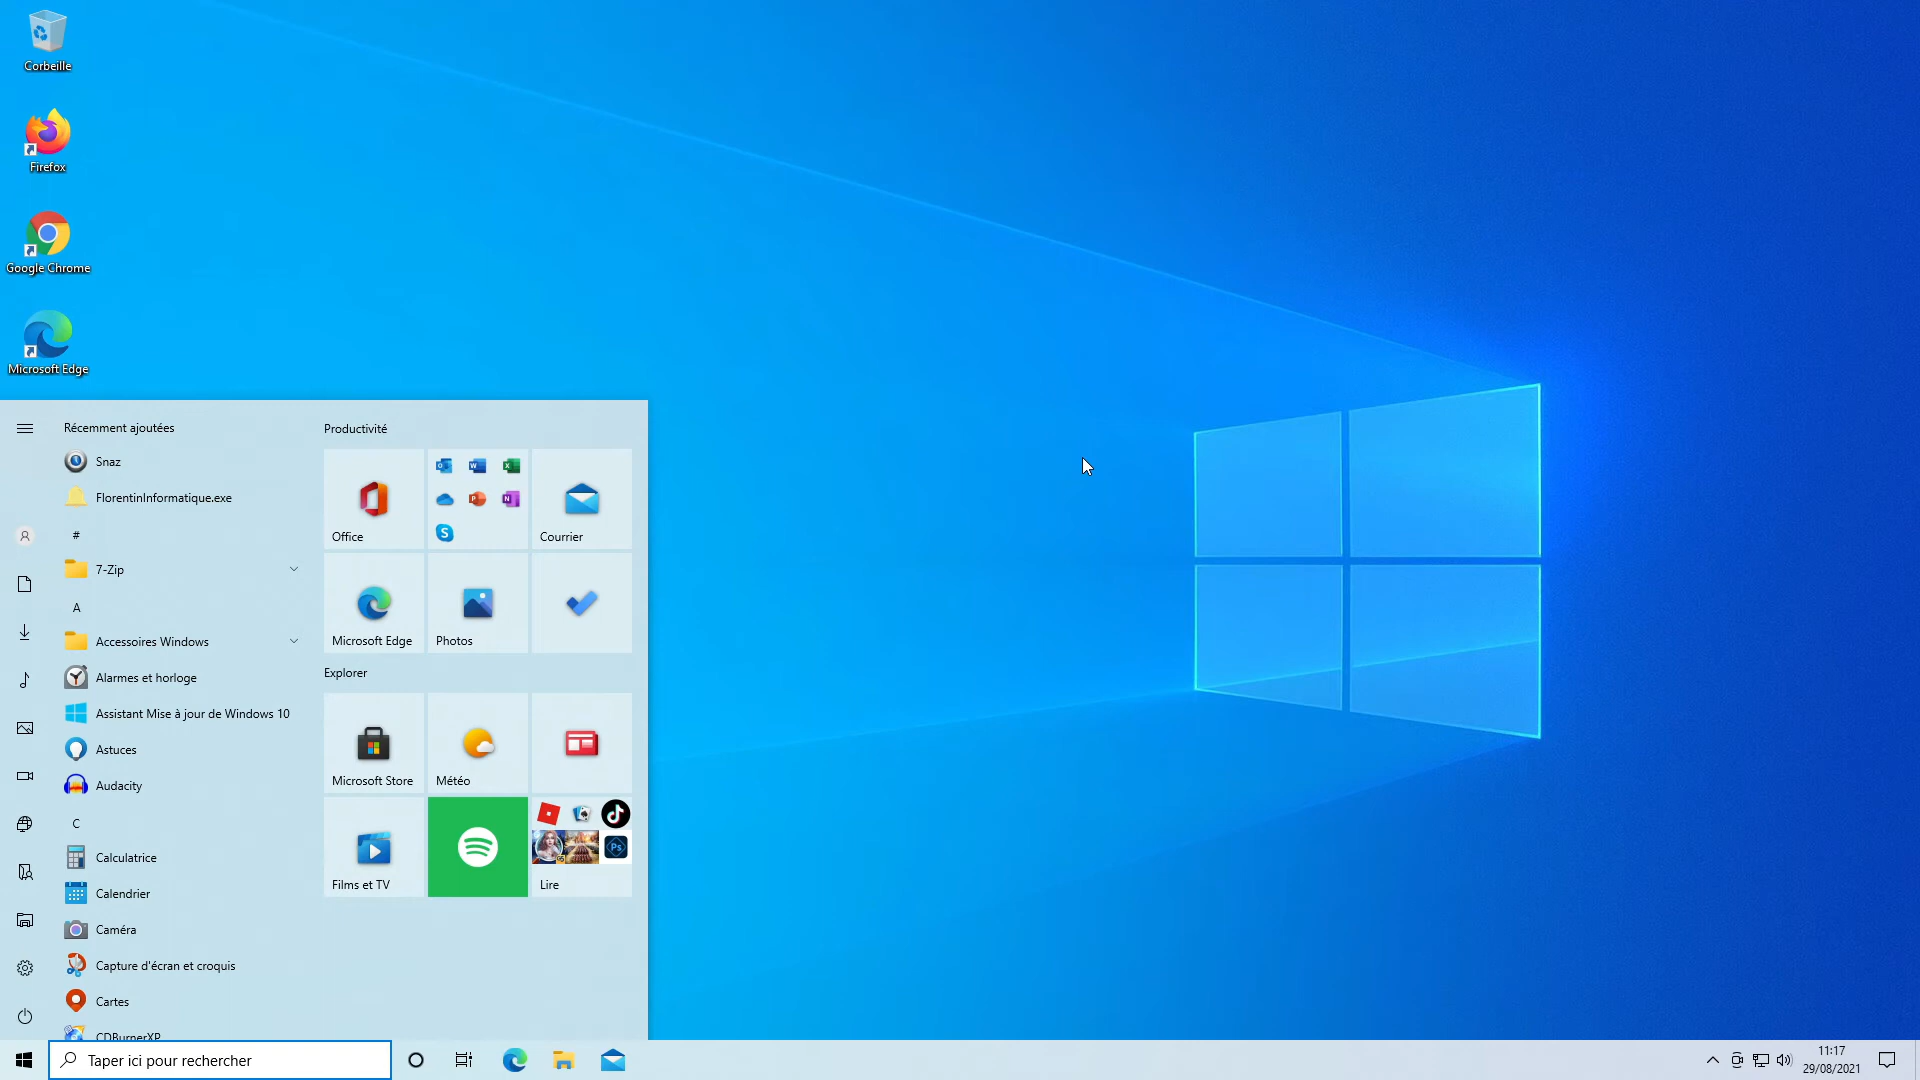 Corbeille
Firefox
Google Chrome
Microsoft Edge
Récemment ajoutées
Snaz
FlorentinInformatique.exe
#
7-Zip
A
Accessoires Windows
Alarmes et horloge
Assistant Mise à jour de Windows 10
Astuces
Audacity
C
Calculatrice
Calendrier
Caméra
Capture d'écran et croquis
Cartes
CDBurnerXP
Productivité
Office
Courrier
Microsoft Edge
Photos
Explorer
Microsoft Store
Météo
Films et TV
Ps
Lire
Taper ici pour rechercher
11:17
29/08/2021